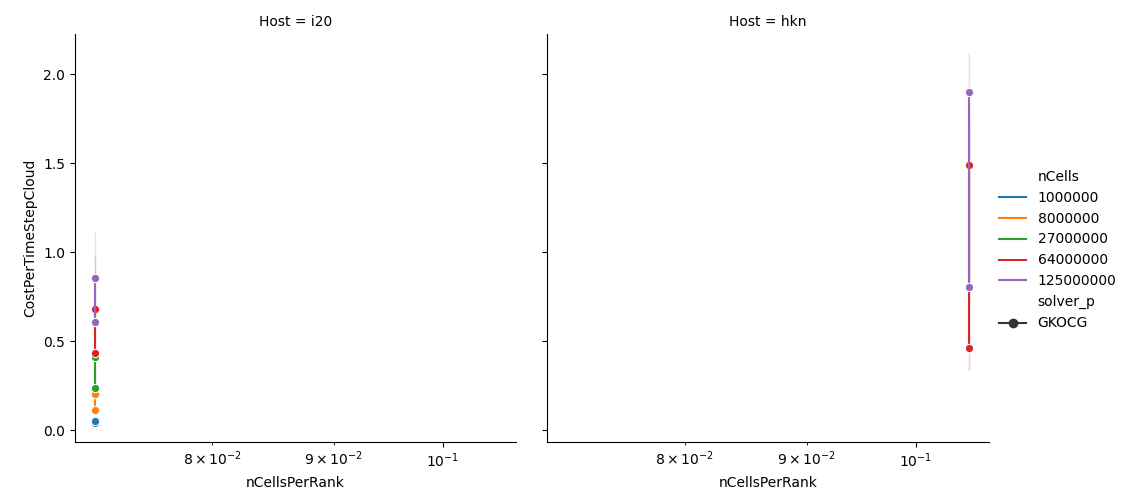 Host = i20
Host = hkn
CostPerTimeStepCloud
2.0
1.5
1.0
0.5
0.0
8 × 10⁻²
9 × 10⁻²
10⁻¹
nCellsPerRank
8 × 10⁻²
9 × 10⁻²
10⁻¹
nCellsPerRank
nCells
1000000
8000000
27000000
64000000
125000000
solver_p
GKOCG